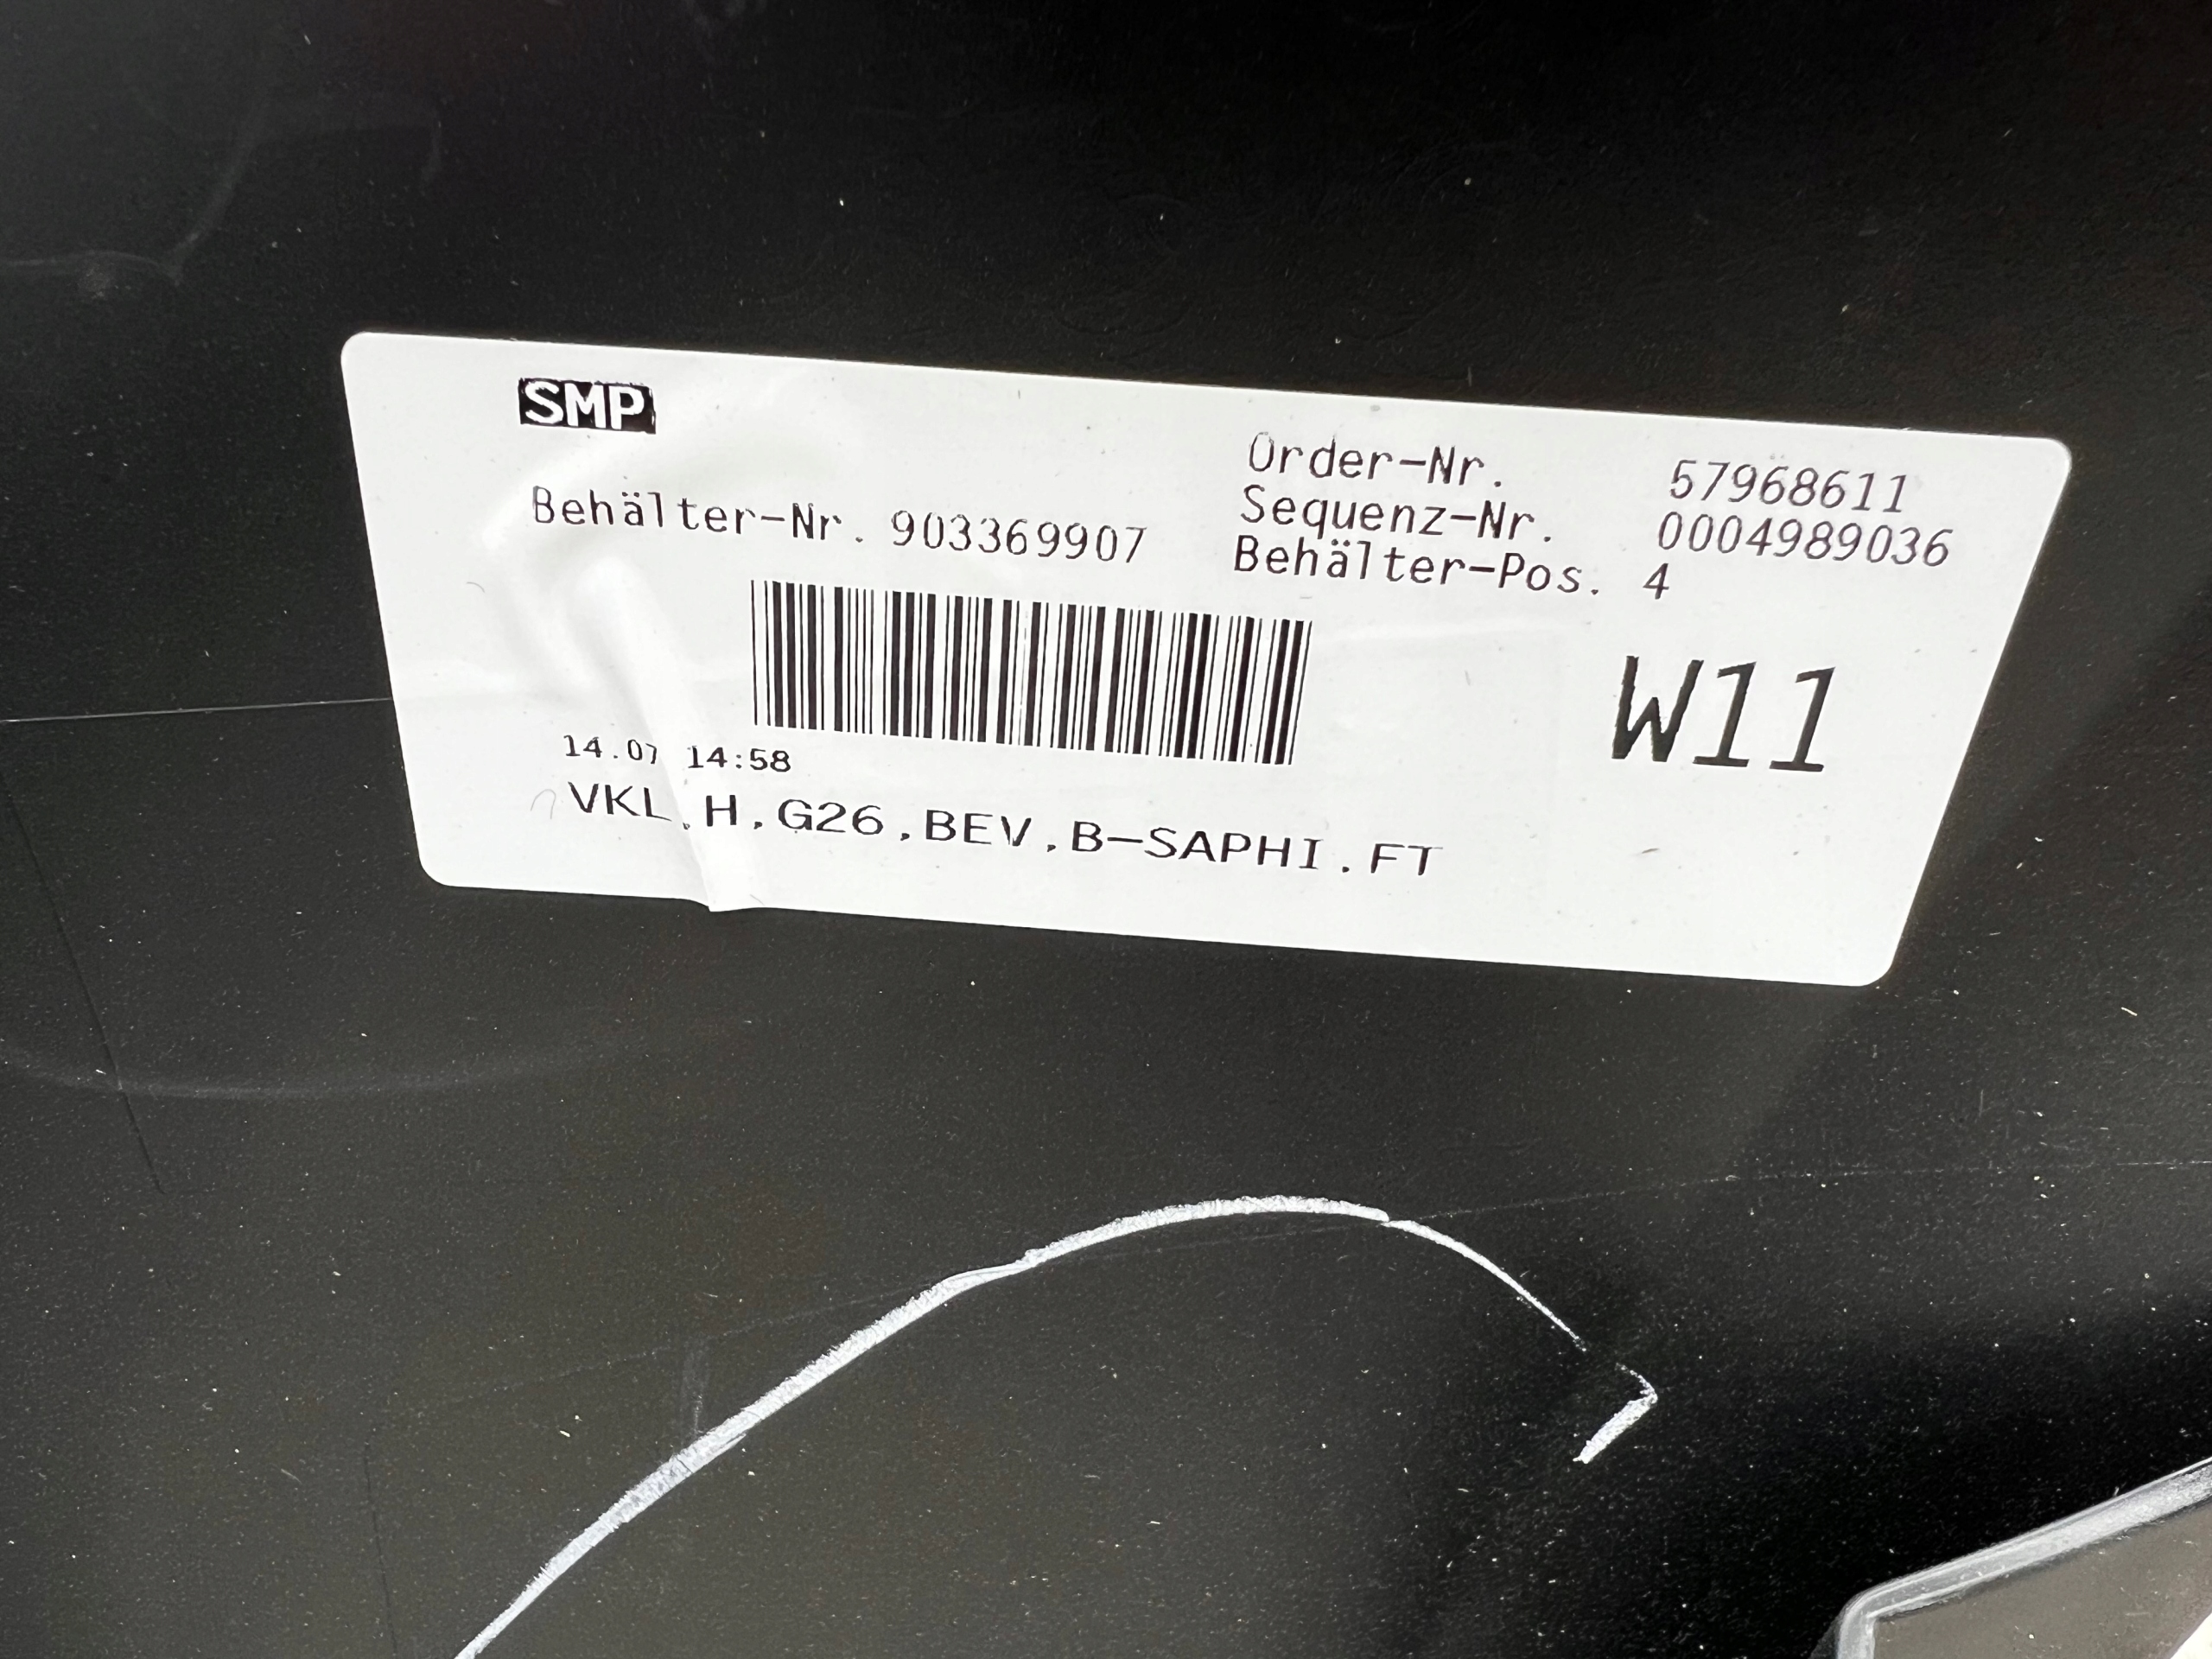 SMP
Order-Nr. 57968611
Behälter-Nr. 903369907
Sequenz-Nr. 0004989036
Behälter-Pos. 4
W11
14.07 14:58
VKL,H,G26,BEV,B-SAPHI.FT